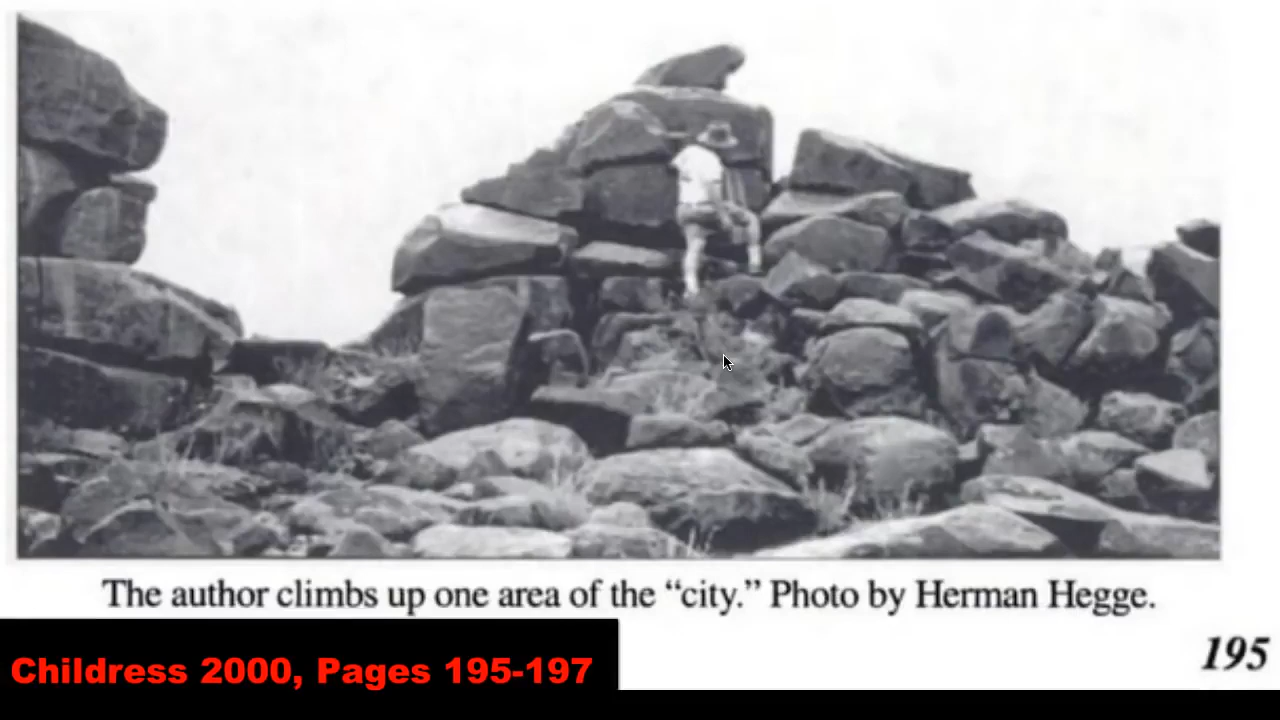 The author climbs up one area of the “city.” Photo by Herman Hegge.
195
Childress 2000, Pages 195-197